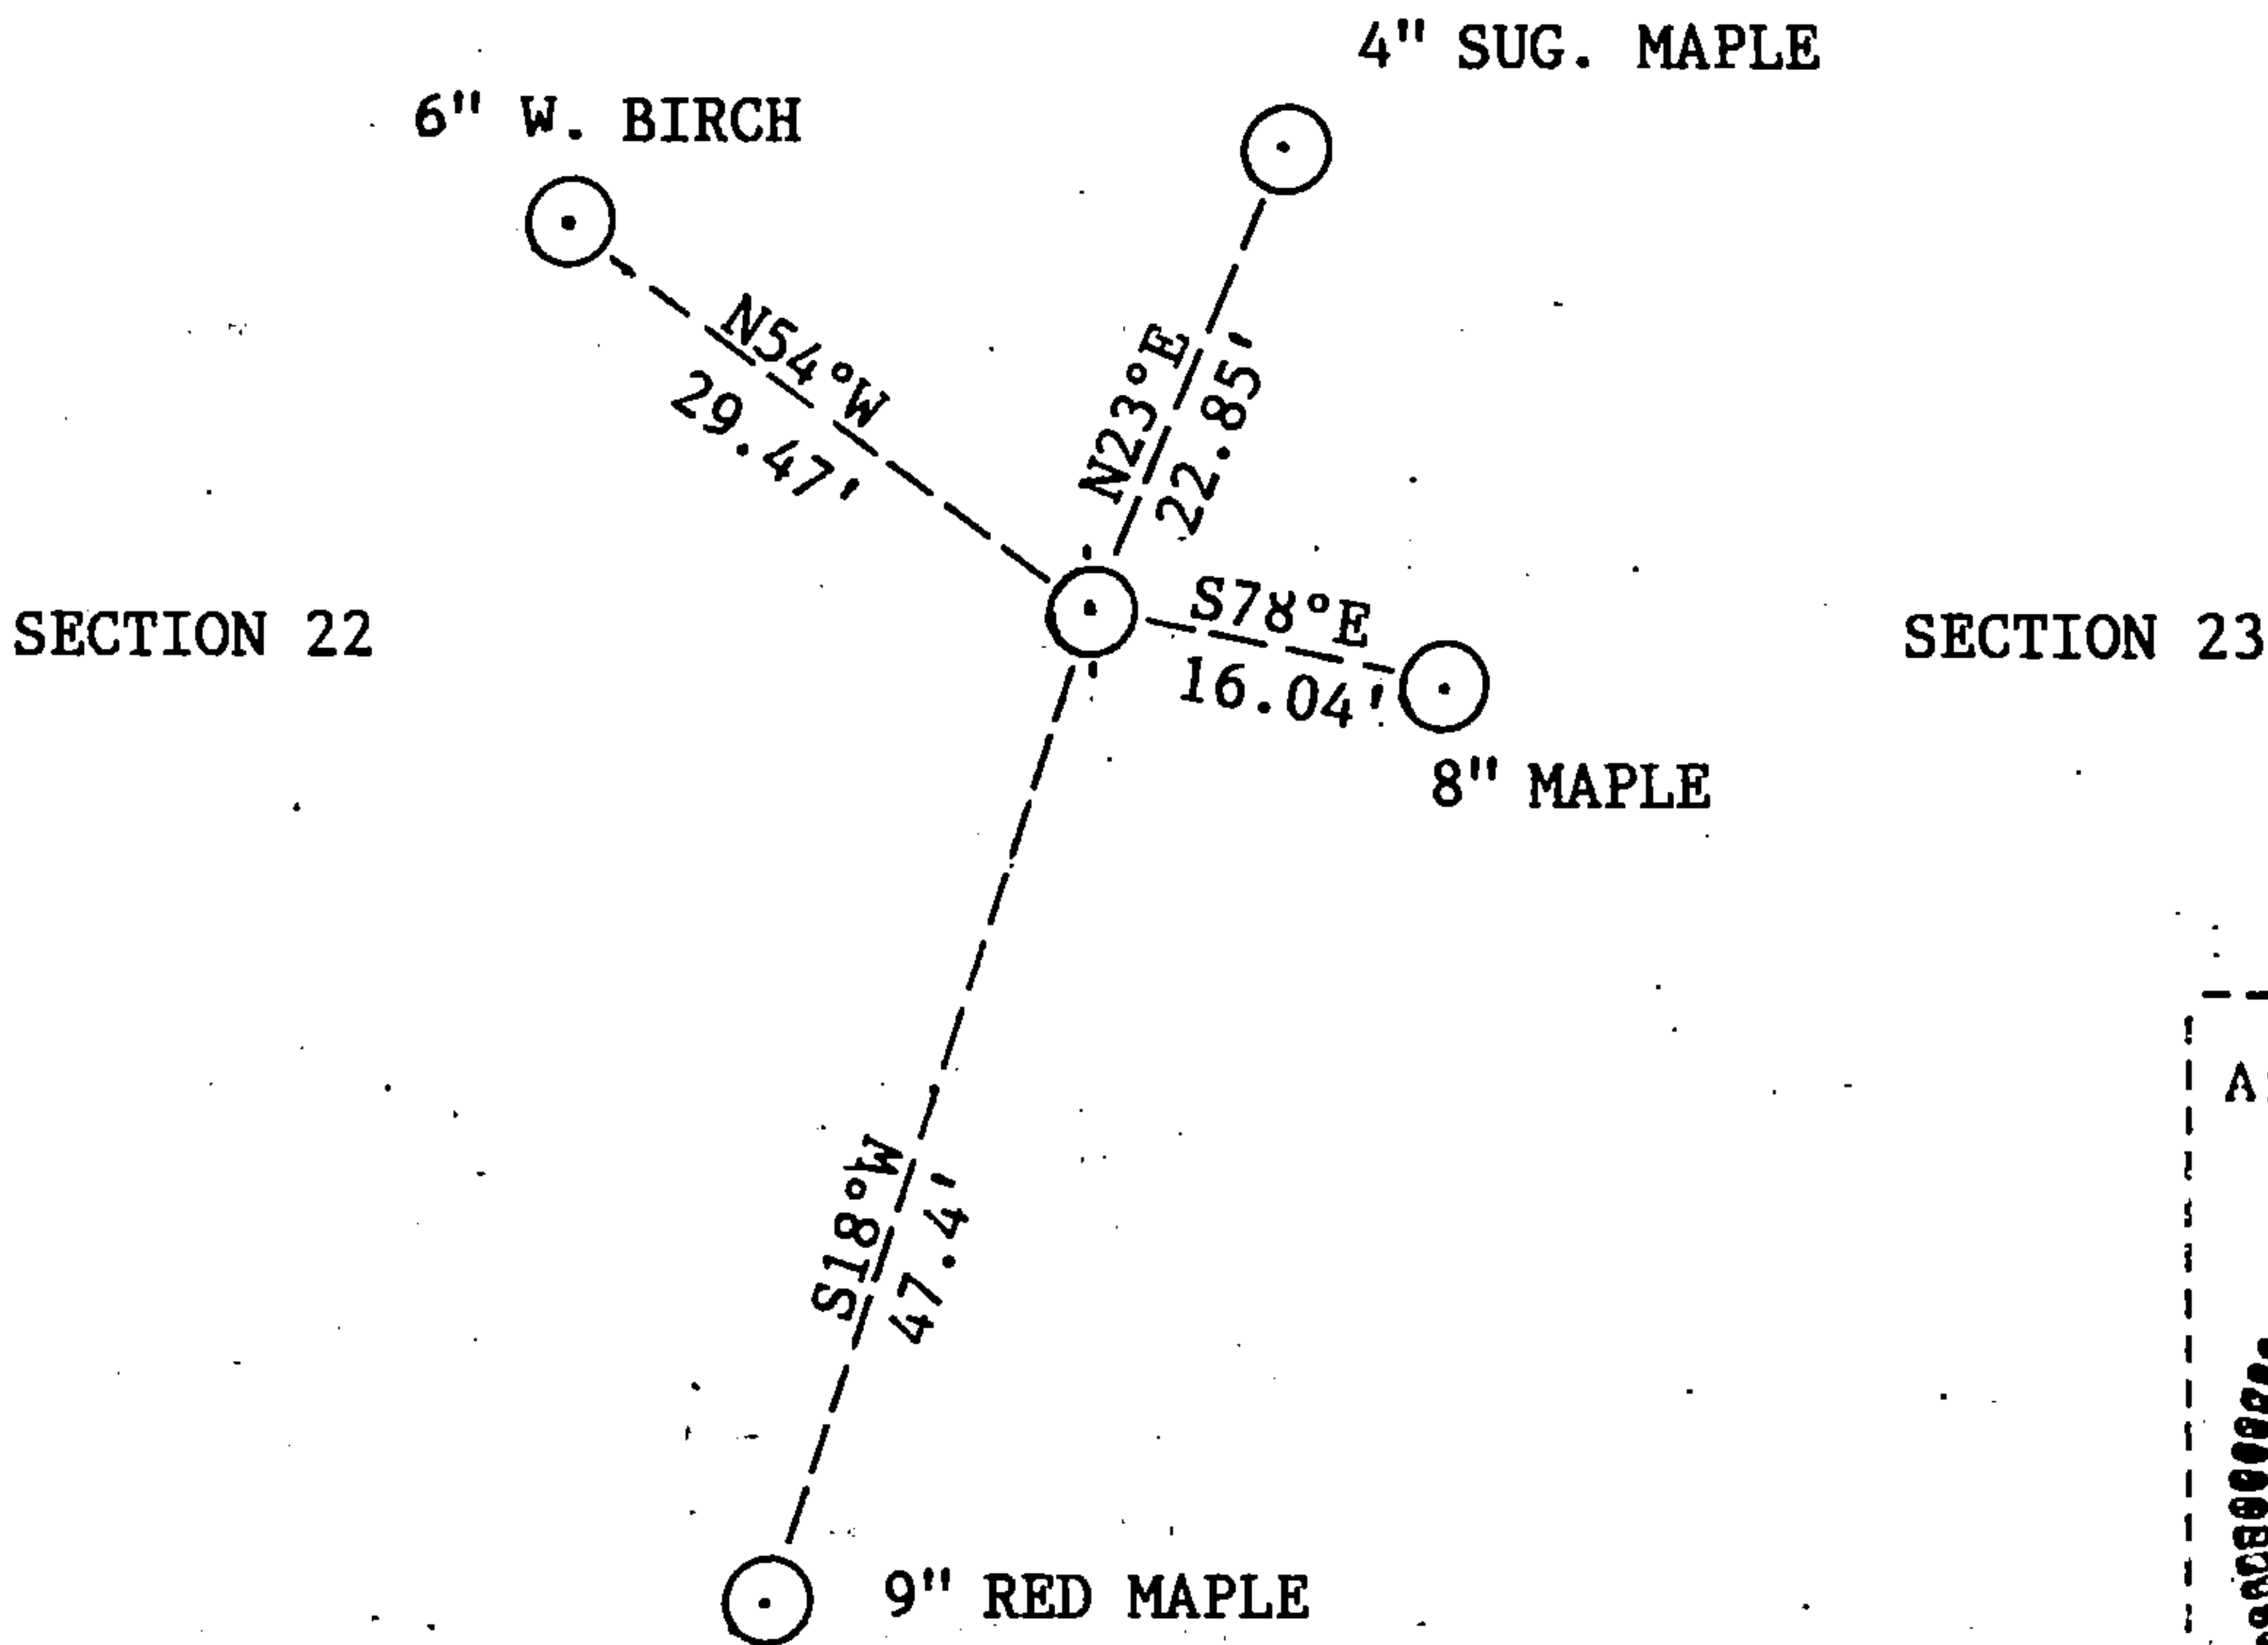 4" SUG. MAPLE
6" W. BIRCH
N54°W
29.47'
N23°E
22.85'
SECTION 22
S78°E
16.04'
SECTION 23
8" MAPLE
S18°W
47.4'
9" RED MAPLE